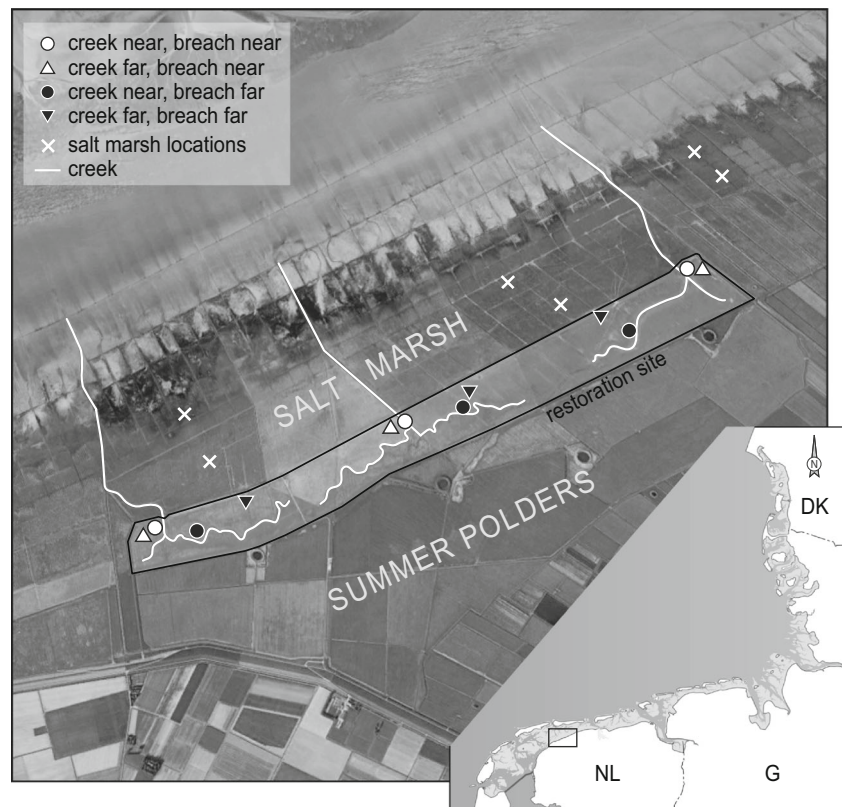 creek near, breach near
creek far, breach near
creek near, breach far
creek far, breach far
salt marsh locations
creek
SALT MARSH
restoration site
SUMMER POLDERS
N
DK
NL
G